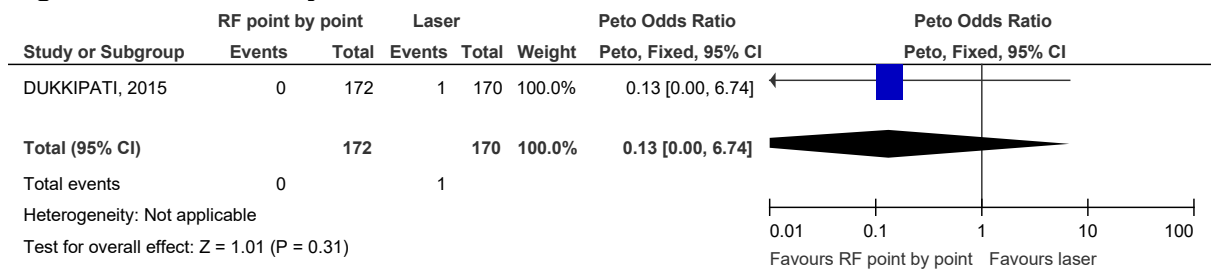 RF point by point Laser Peto Odds Ratio Peto Odds Ratio
Study or Subgroup Events Total Events Total Weight Peto, Fixed, 95% CI Peto, Fixed, 95% CI
DUKKIPATI, 2015 0 172 1 170 100.0% 0.13 [0.00, 6.74]
Total (95% CI) 172 170 100.0% 0.13 [0.00, 6.74]
Total events 0 1
Heterogeneity: Not applicable
Test for overall effect: Z = 1.01 (P = 0.31)
0.01 0.1 1 10 100
Favours RF point by point Favours laser